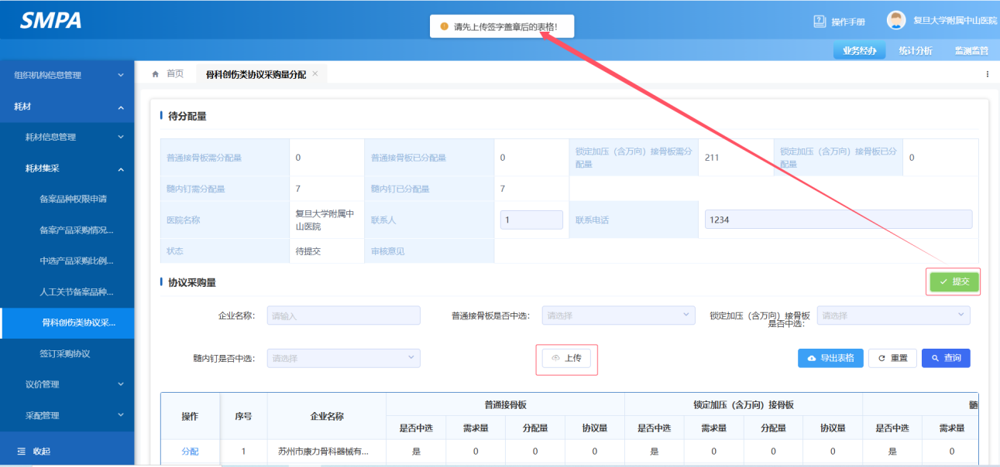 SMPA
请先上传签字盖章后的表格!
操作手册
复旦大学附属中山医院
业务经办
统计分析
监测监管
组织机构信息管理
耗材
耗材信息管理
耗材集采
备案品种权限申请
备案产品采购情况...
中选产品采购比例...
人工关节备案品种...
骨科创伤类协议采...
签订采购协议
议价管理
采配管理
收起
首页
骨科创伤类协议采购量分配
待分配量
普通接骨板需分配量
0
普通接骨板已分配量
0
锁定加压（含万向）接骨板需分
配量
211
锁定加压（含万向）接骨板已分
配量
0
髓内钉需分配量
7
髓内钉已分配量
7
医院名称
复旦大学附属中
山医院
联系人
1
联系电话
1234
状态
待提交
审核意见
协议采购量
提交
企业名称：
请输入
普通接骨板是否中选：
请选择
锁定加压（含万向）接骨板
是否中选：
请选择
髓内钉是否中选：
请选择
上传
导出表格
重置
查询
操作
序号
企业名称
普通接骨板
锁定加压（含万向）接骨板
是否中选
需求量
分配量
协议量
是否中选
需求量
分配量
协议量
是否中选
需求量
分配
1
苏州市康力骨科器械有...
是
0
0
0
是
0
0
0
是
0